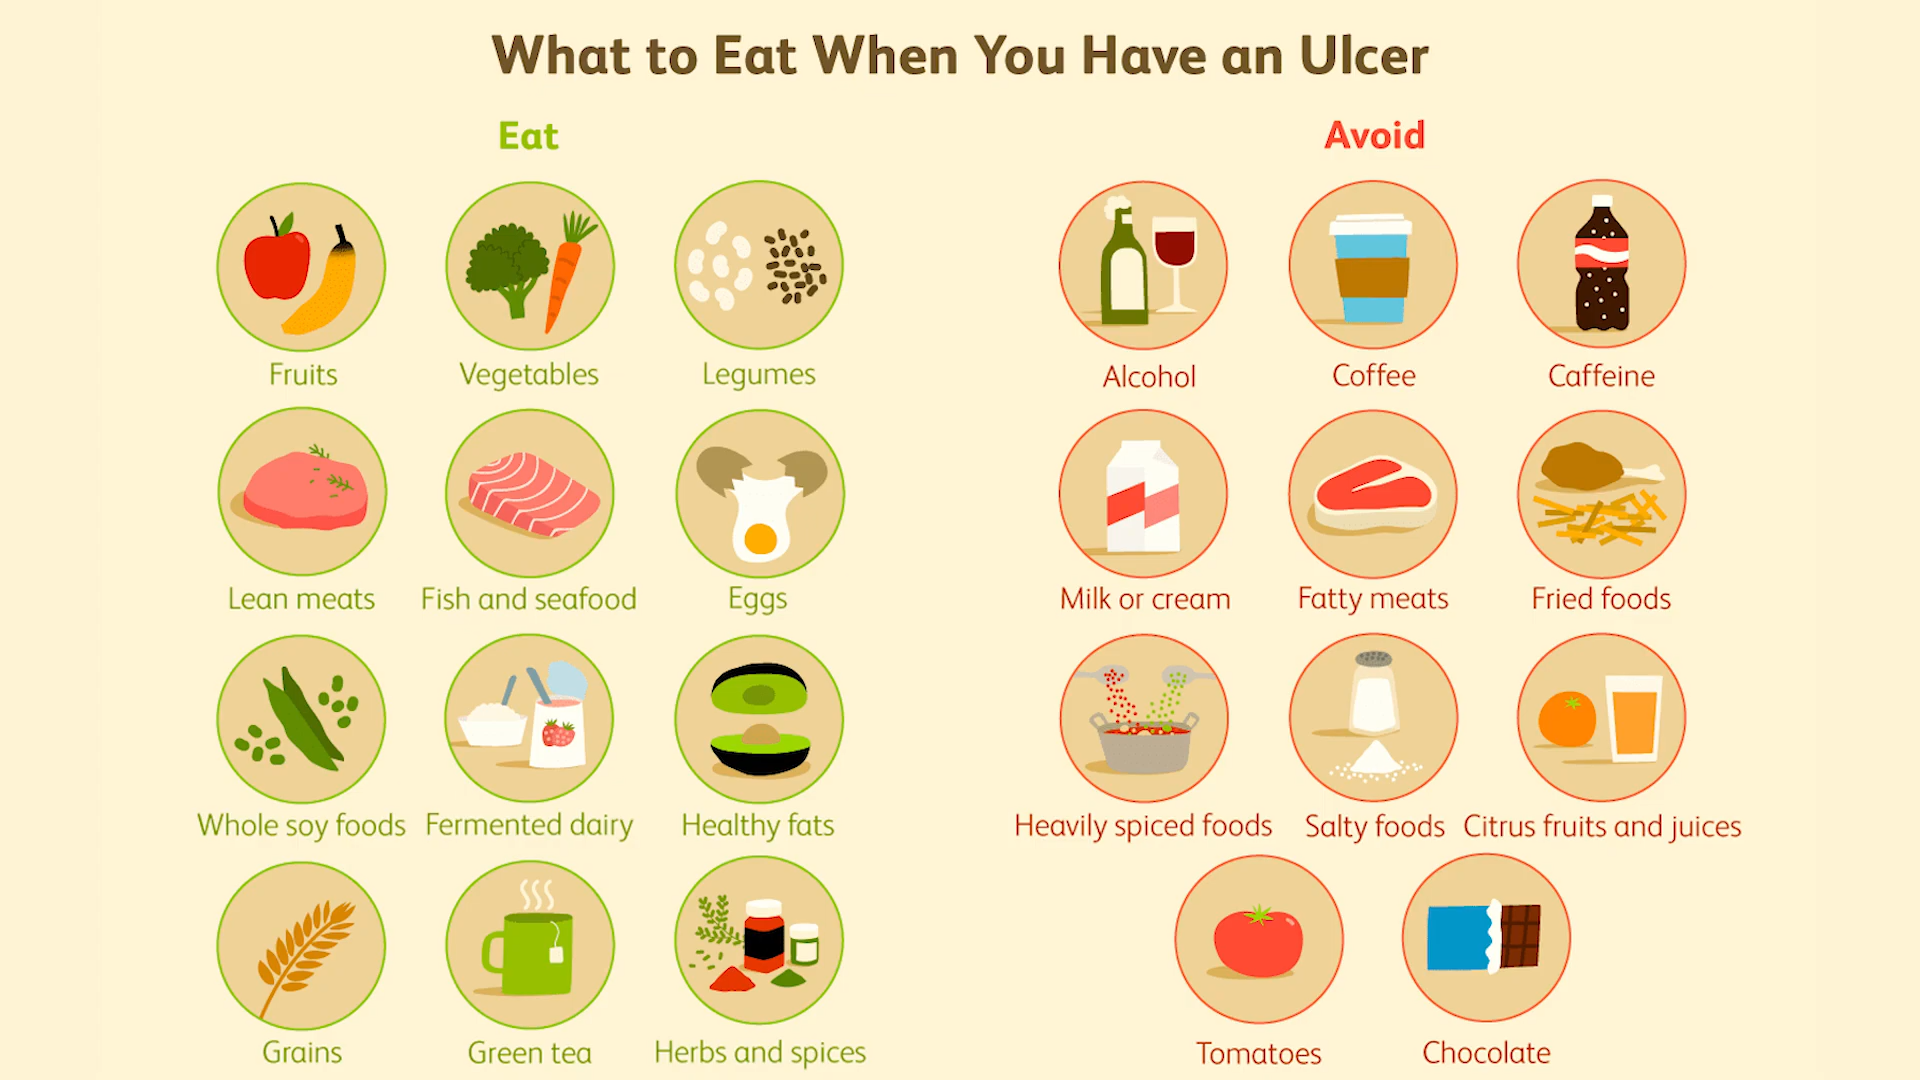 What to Eat When You Have an Ulcer
Eat
Avoid
Fruits
Vegetables
Legumes
Alcohol
Coffee
Caffeine
Lean meats
Fish and seafood
Eggs
Milk or cream
Fatty meats
Fried foods
Whole soy foods
Fermented dairy
Healthy fats
Heavily spiced foods
Salty foods
Citrus fruits and juices
Grains
Green tea
Herbs and spices
Tomatoes
Chocolate